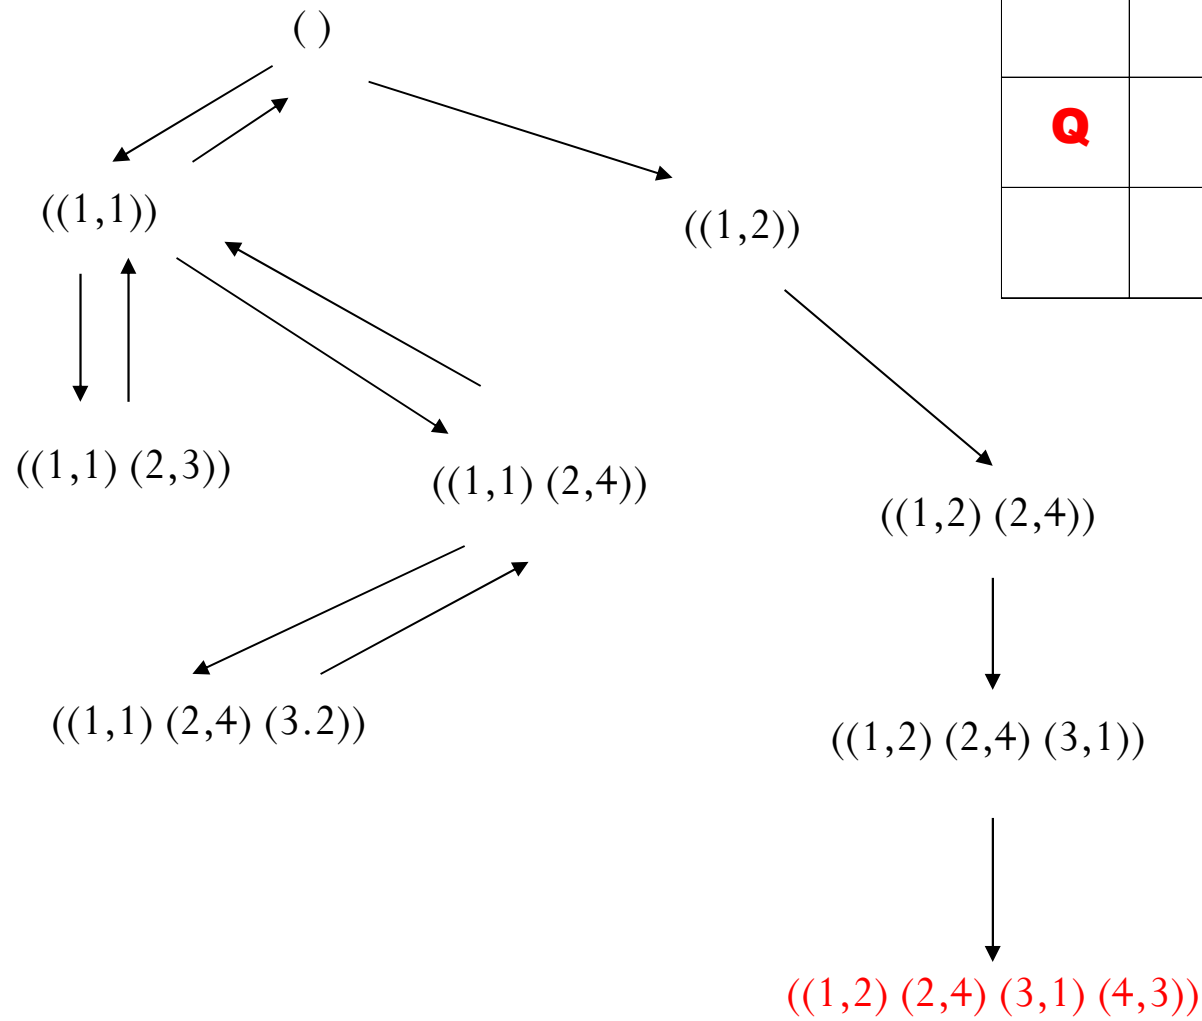 ( )
Q
((1,1))
((1,2))
((1,1) (2,3))
((1,1) (2,4))
((1,2) (2,4))
((1,1) (2,4) (3.2))
((1,2) (2,4) (3,1))
((1,2) (2,4) (3,1) (4,3))